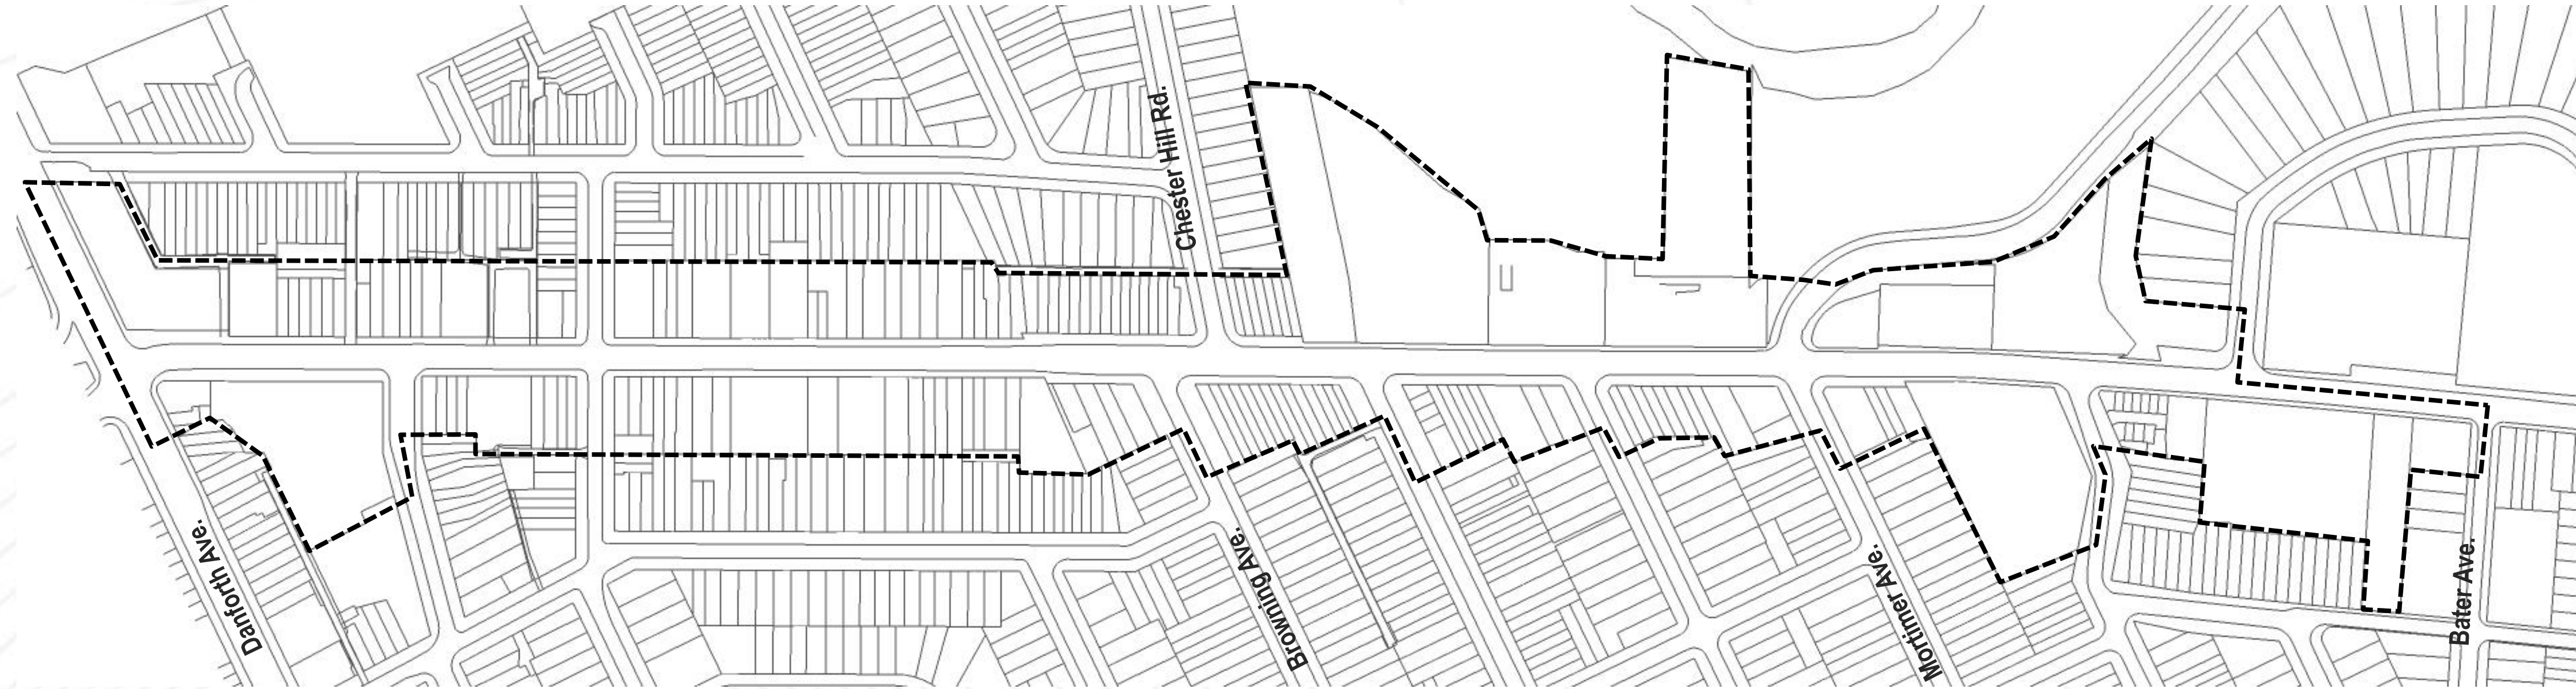 Chester Hill Rd.
Danforth Ave.
Browning Ave.
Mortimer Ave.
Bater Ave.